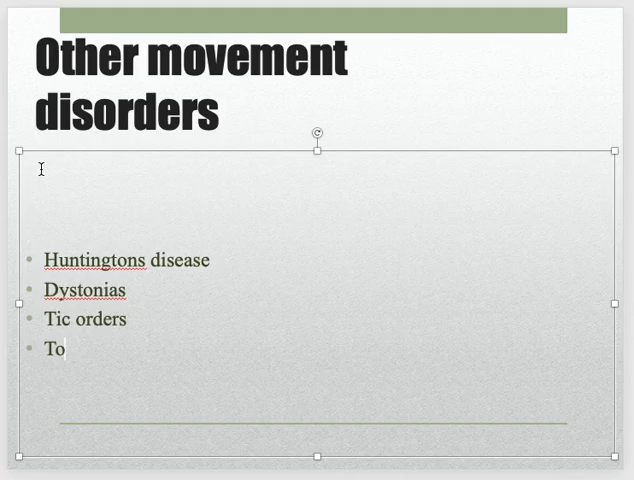 Other movement
disorders
Huntingtons disease
Dystonias
Tic orders
To